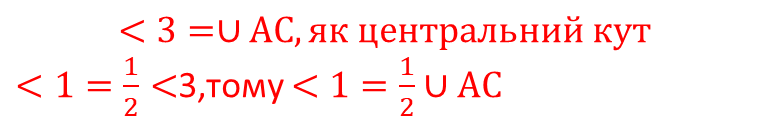 < 3 =∪ AC, як центральний кут
< 1 = 1/2 <3,тому < 1 = 1/2 ∪ AC